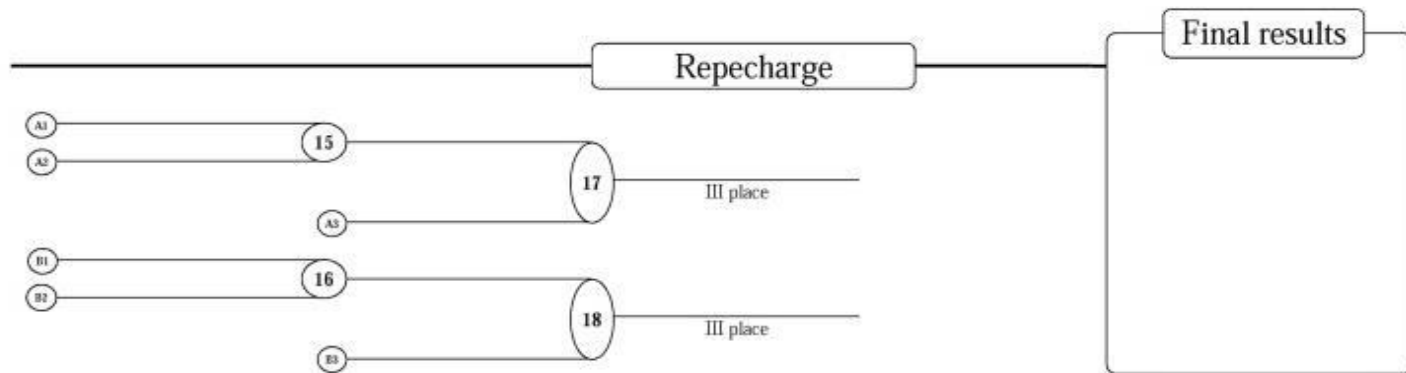 Final results
Repecharge
A1
15
A2
17
III place
A3
B1
16
B2
18
III place
B3